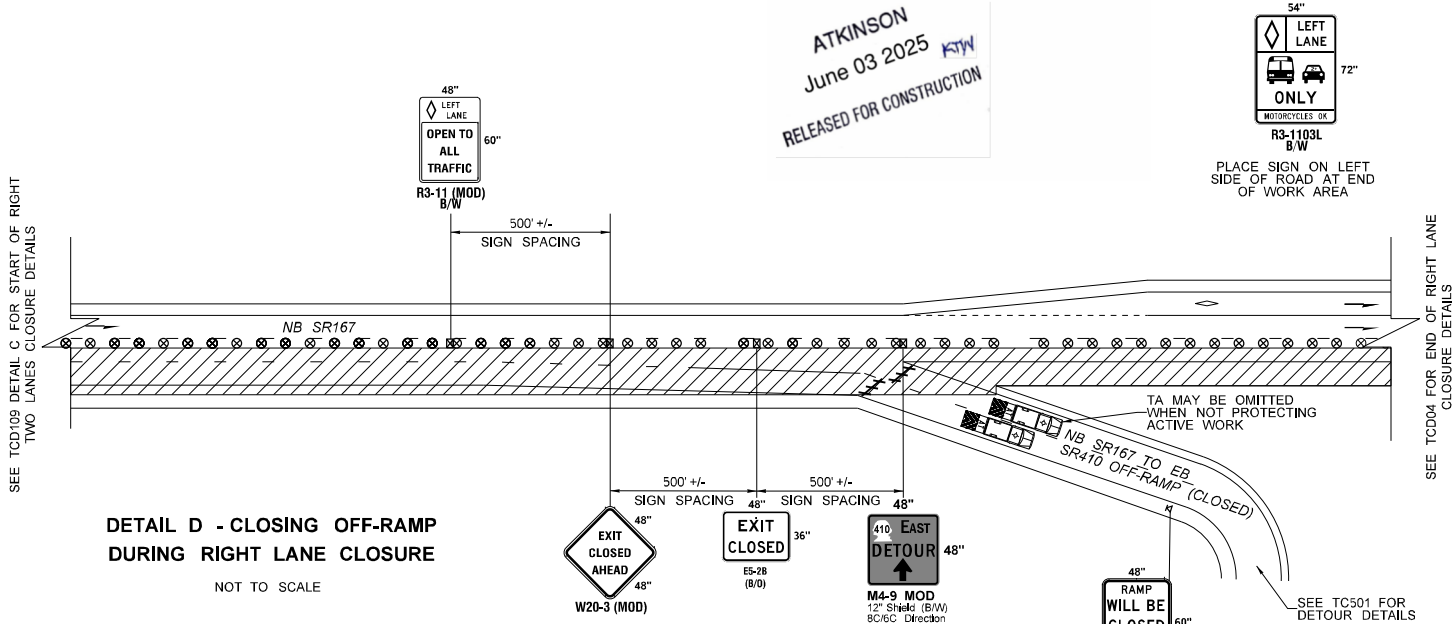 ATKINSON
June 03 2025 KTW
RELEASED FOR CONSTRUCTION
54"
LEFT
LANE
72"
ONLY
MOTORCYCLES OK
R3-1103L
B/W
PLACE SIGN ON LEFT
SIDE OF ROAD AT END
OF WORK AREA
48"
LEFT
LANE
OPEN TO
ALL
TRAFFIC
60"
R3-11 (MOD)
B/W
500' +/-
SIGN SPACING
SEE TCD109 DETAIL C FOR START OF RIGHT
TWO LANES CLOSURE DETAILS
NB SR167
SEE TCD04 FOR END OF RIGHT LANE
CLOSURE DETAILS
TA MAY BE OMITTED
WHEN NOT PROTECTING
ACTIVE WORK
NB SR167 TO EB
SR410 OFF-RAMP (CLOSED)
500' +/-
SIGN SPACING
500' +/-
SIGN SPACING
DETAIL D - CLOSING OFF-RAMP
DURING RIGHT LANE CLOSURE
NOT TO SCALE
48"
EXIT
CLOSED
AHEAD
48"
W20-3 (MOD)
48"
EXIT
CLOSED
36"
E5-2B
(B/O)
48"
410 EAST
DETOUR
48"
M4-9 MOD
12" Shield (B/W)
8C/6C Direction
48"
RAMP
WILL BE
CLOSED
60"
SEE TC501 FOR
DETOUR DETAILS